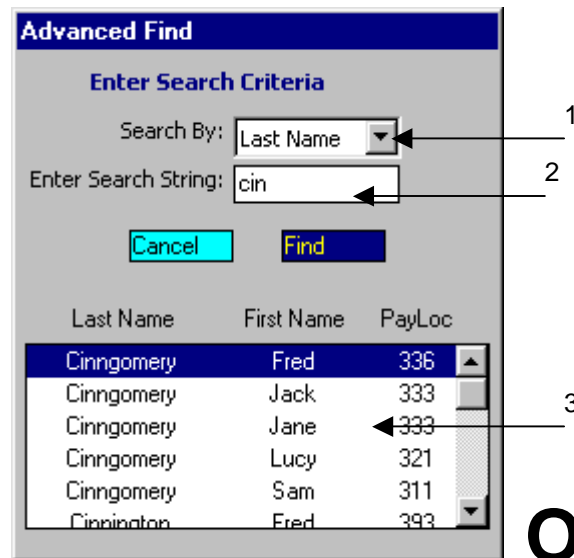 Advanced Find
Enter Search Criteria
Search By: Last Name 1
Enter Search String: cin 2
Cancel Find
Last Name First Name PayLoc
Cinngomery Fred 336
Cinngomery Jack 333
Cinngomery Jane 333 3
Cinngomery Lucy 321
Cinngomery Sam 311
Cinnington Fred 393
O